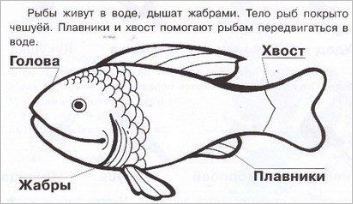 Рыбы живут в воде, дышат жабрами. Тело рыб покрыто
чешуёй. Плавники и хвост помогают рыбам передвигаться в
воде.
Хвост
Голова
Плавники
Жабры